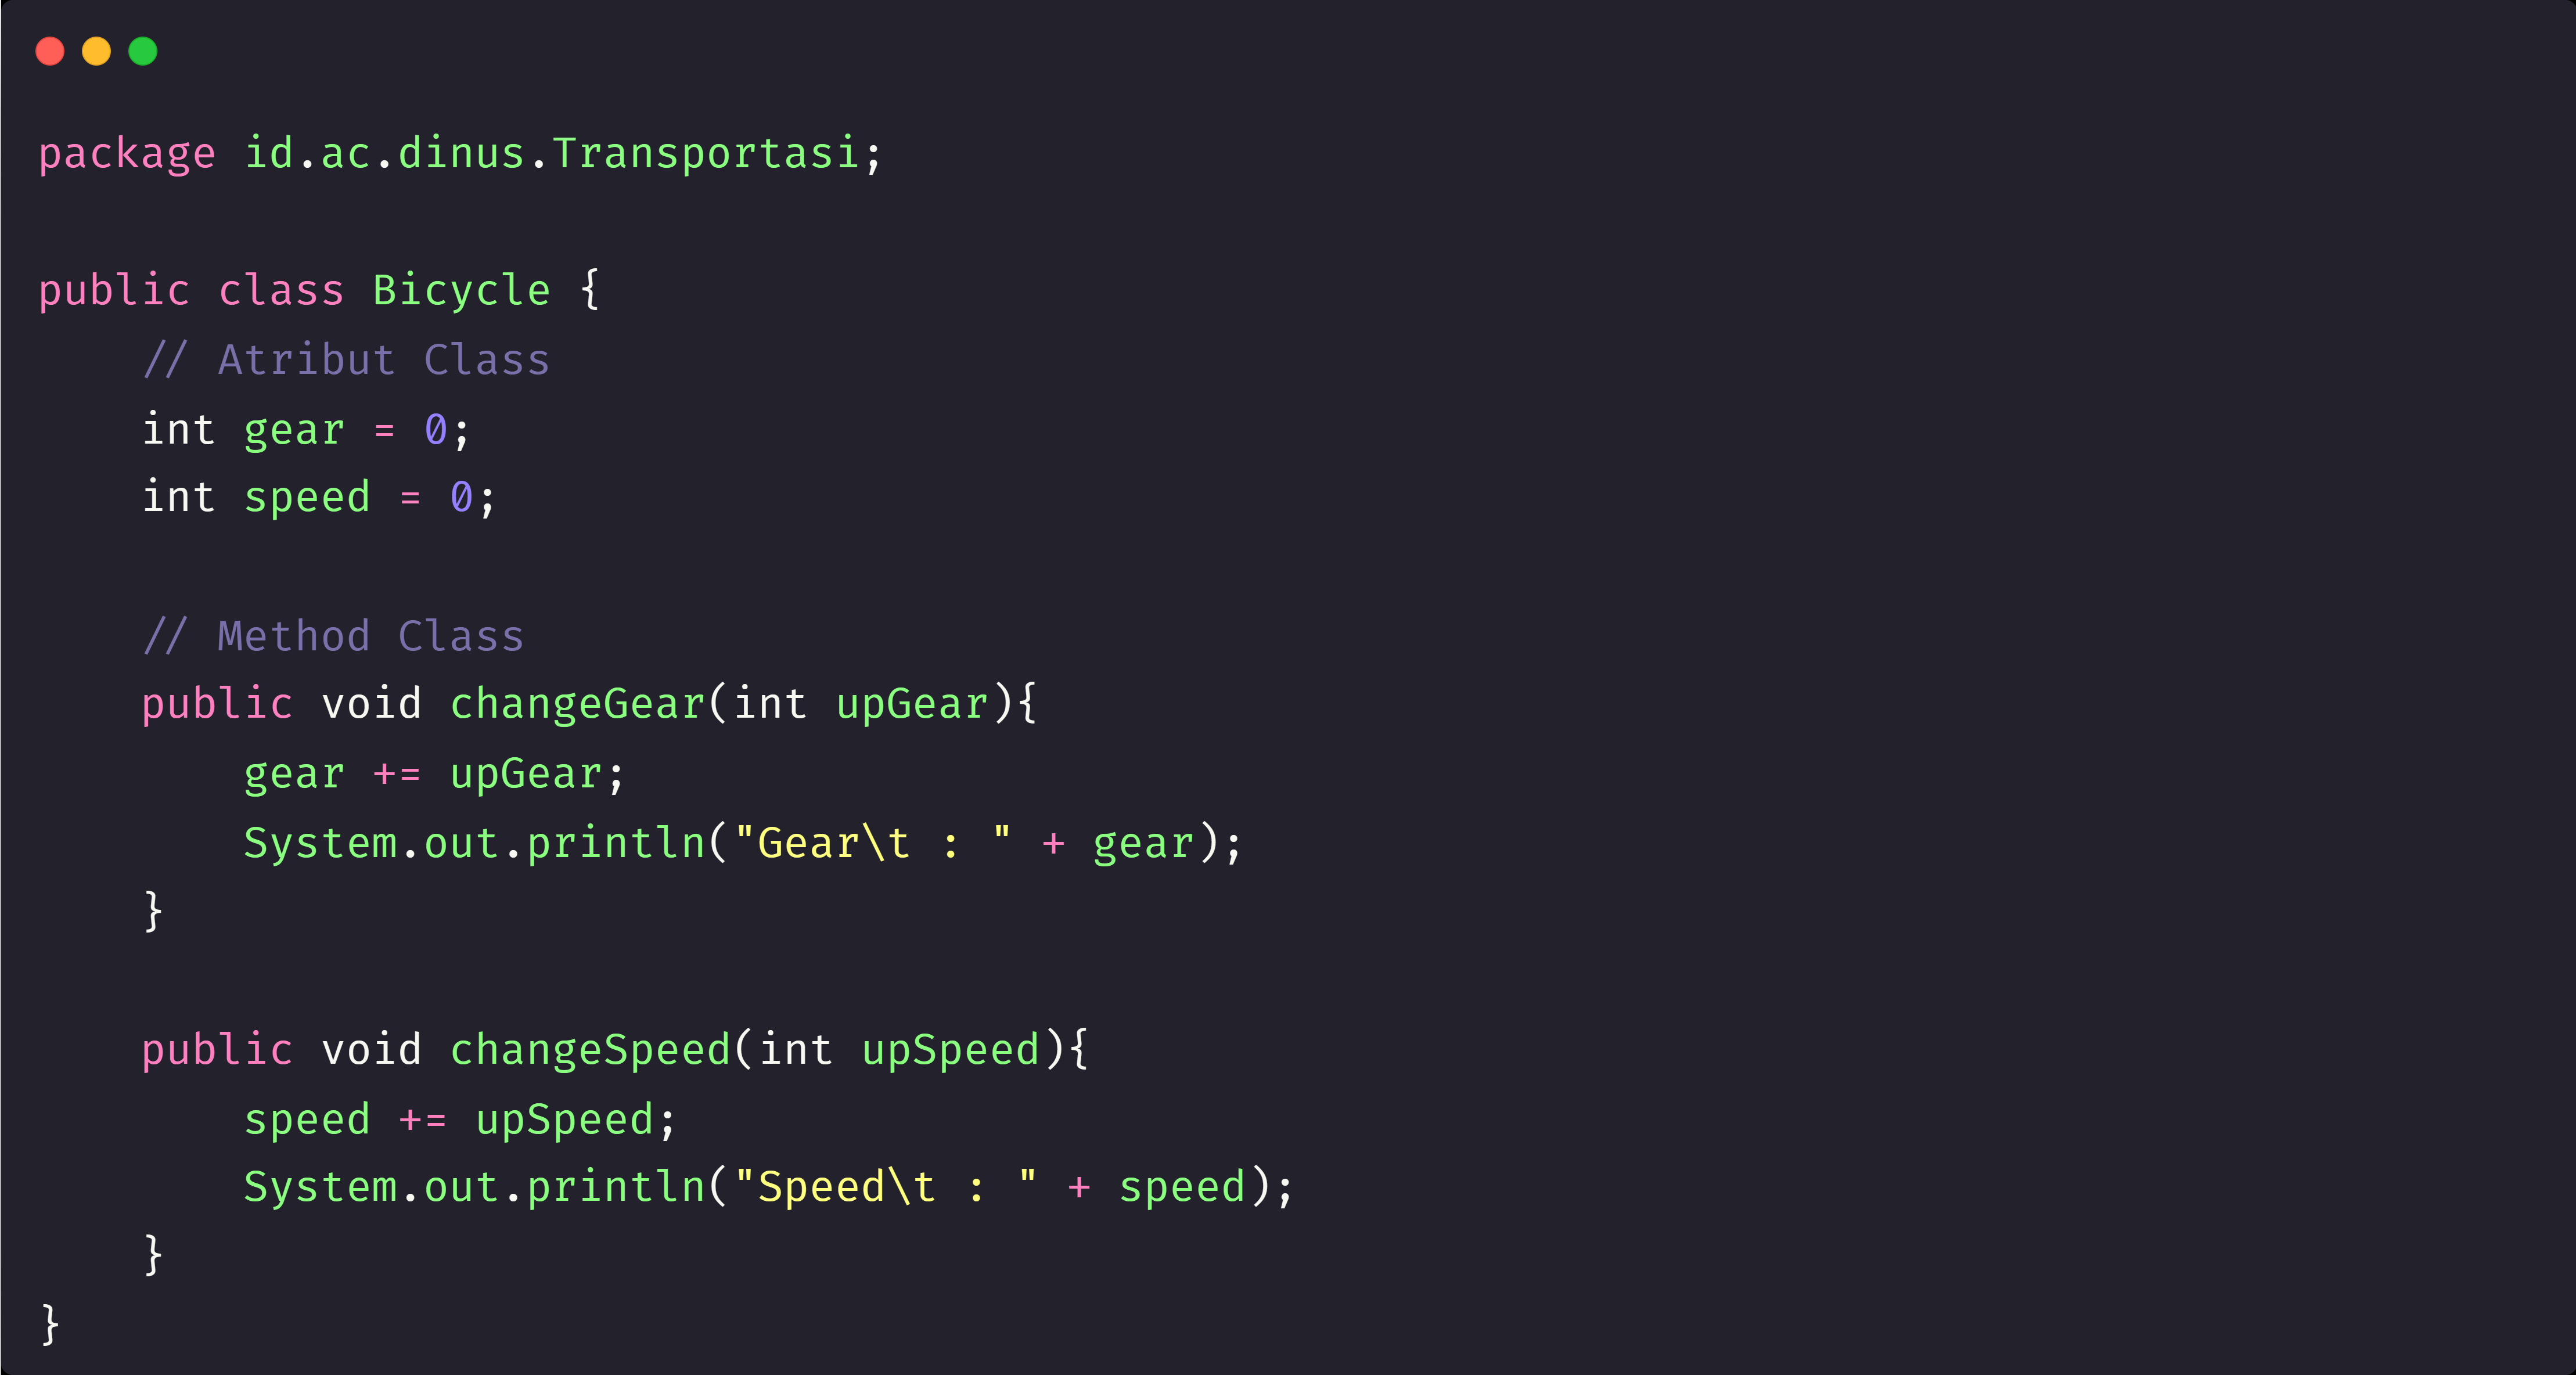 package id.ac.dinus.Transportasi;
public class Bicycle {
    // Atribut Class
    int gear = 0;
    int speed = 0;
    // Method Class
    public void changeGear(int upGear){
        gear += upGear;
        System.out.println("Gear\t : " + gear);
    }
    public void changeSpeed(int upSpeed){
        speed += upSpeed;
        System.out.println("Speed\t : " + speed);
    }
}